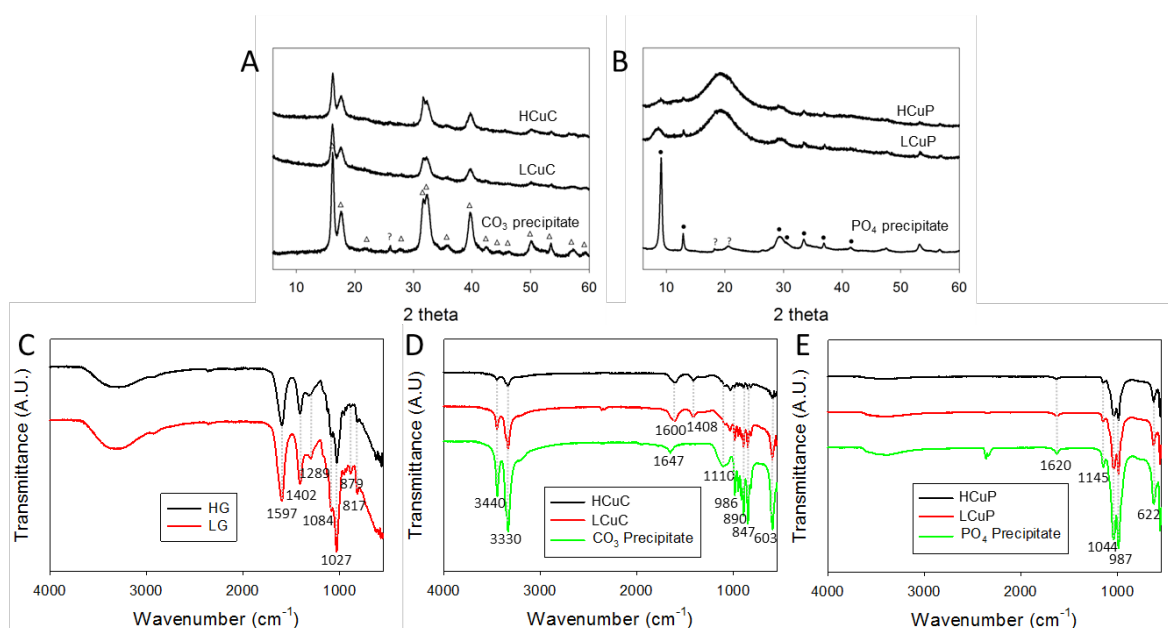 A
HCuC
LCuC
CO₃ precipitate
?
10 20 30 40 50 60
2 theta
B
HCuP
LCuP
PO₄ precipitate
? ?
10 20 30 40 50 60
2 theta
C
Transmittance (A.U.)
1289
879
1402
817
1597
1084
1027
HG
LG
4000 3000 2000 1000
Wavenumber (cm⁻¹)
D
Transmittance (A.U)
1600 1408
1647
1110
3440
986
890
847
603
3330
HCuC
LCuC
CO₃ Precipitate
4000 3000 2000 1000
Wavenumber (cm⁻¹)
E
Transmittance (A.U.)
1620
1145
622
1044
987
HCuP
LCuP
PO₄ Precipitate
4000 3000 2000 1000
Wavenumber (cm⁻¹)